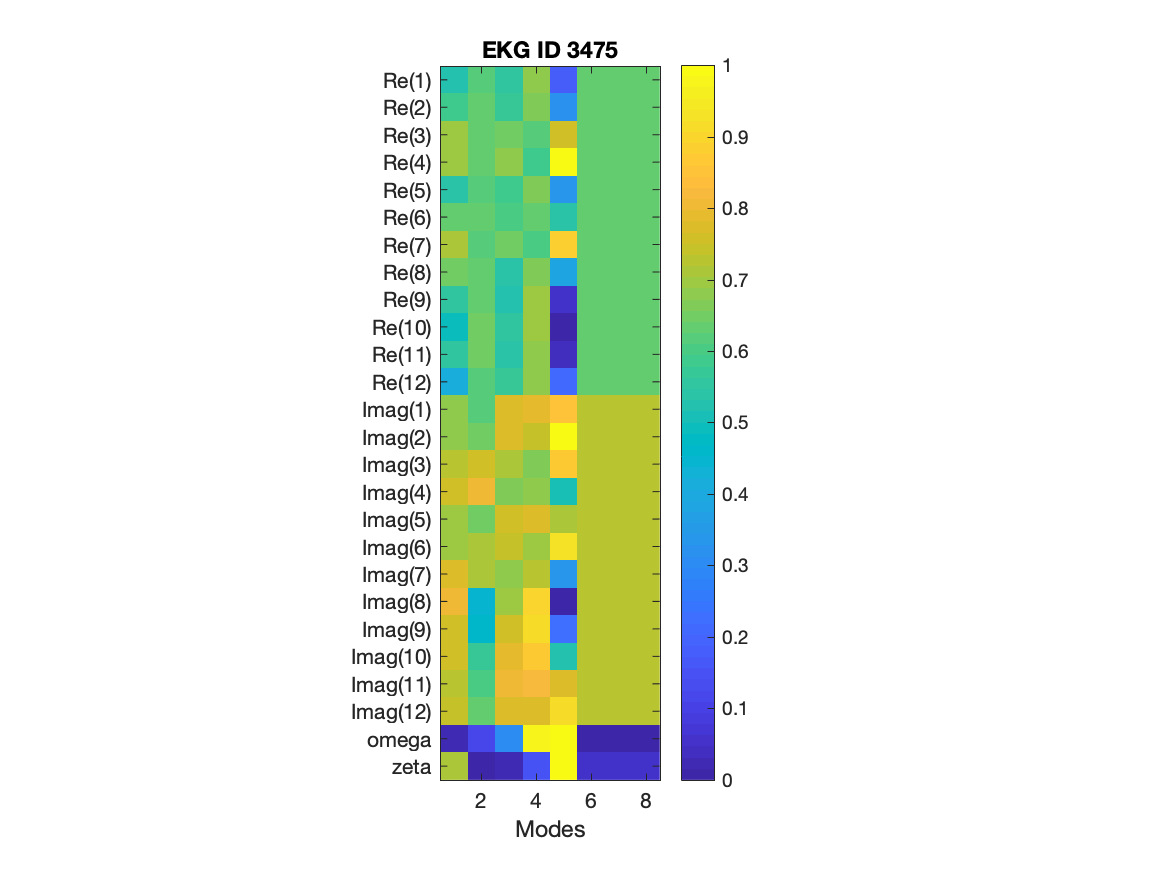 EKG ID 3475
Re(1)
Re(2)
Re(3)
Re(4)
Re(5)
Re(6)
Re(7)
Re(8)
Re(9)
Re(10)
Re(11)
Re(12)
Imag(1)
Imag(2)
Imag(3)
Imag(4)
Imag(5)
Imag(6)
Imag(7)
Imag(8)
Imag(9)
Imag(10)
Imag(11)
Imag(12)
omega
zeta
2 4 6 8
Modes
1
0.9
0.8
0.7
0.6
0.5
0.4
0.3
0.2
0.1
0